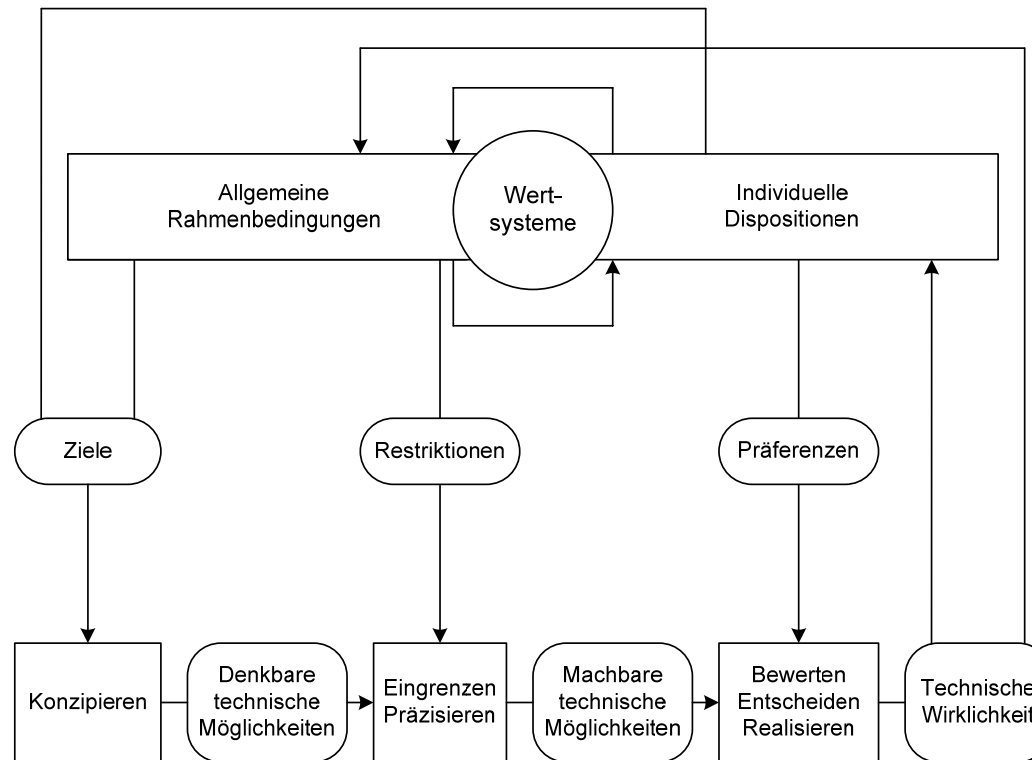 Allgemeine
Rahmenbedingungen
Wert-
systeme
Individuelle
Dispositionen
Ziele
Restriktionen
Präferenzen
Konzipieren
Denkbare
technische
Möglichkeiten
Eingrenzen
Präzisieren
Machbare
technische
Möglichkeiten
Bewerten
Entscheiden
Realisieren
Technische
Wirklichkeit